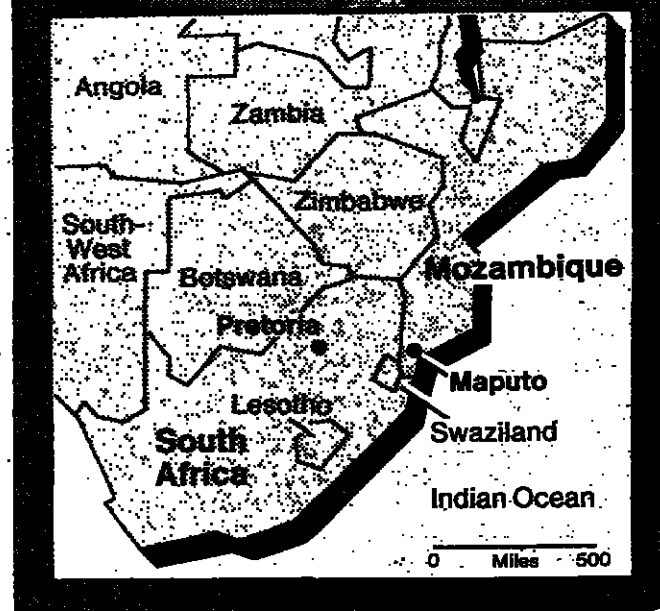 Angola
Zambia
Zimbabwe
South-
West
Africa
Botswana
Mozambique
Pretoria
Maputo
Lesotho
Swaziland
South
Africa
Indian Ocean
0 Miles 500